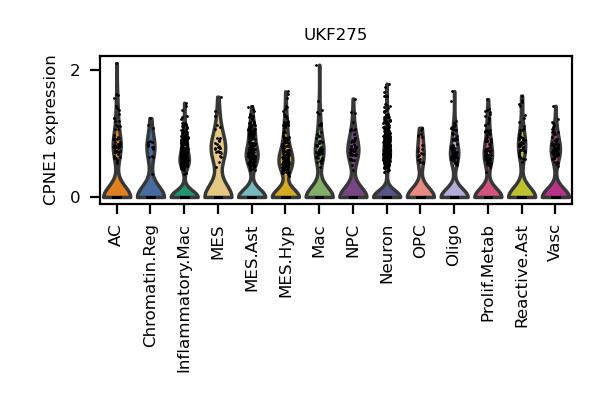 UKF275
CPNE1 expression
2
0
AC
Chromatin.Reg
Inflammatory.Mac
MES
MES.Ast
MES.Hyp
Mac
NPC
Neuron
OPC
Oligo
Prolif.Metab
Reactive.Ast
Vasc